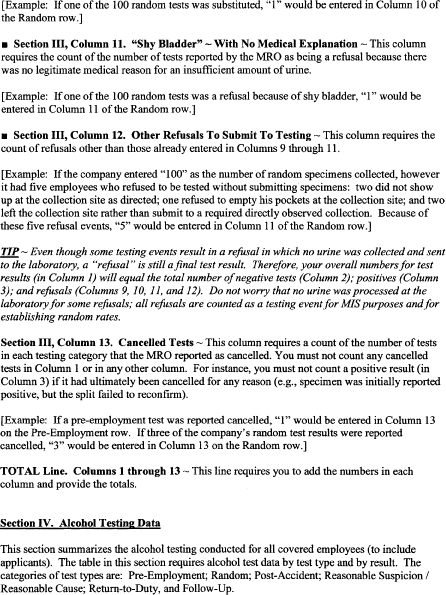 [Example:  If one of the 100 random tests was substituted, “1” would be entered in Column 10 of
the Random row.]
■ Section III, Column 11.  “Shy Bladder” ~ With No Medical Explanation ~ This column
requires the count of the number of tests reported by the MRO as being a refusal because there
was no legitimate medical reason for an insufficient amount of urine.
[Example:  If one of the 100 random tests was a refusal because of shy bladder, “1” would be
entered in Column 11 of the Random row.]
■ Section III, Column 12.  Other Refusals To Submit To Testing ~ This column requires the
count of refusals other than those already entered in Columns 9 through 11.
[Example:  If the company entered “100” as the number of random specimens collected, however
it had five employees who refused to be tested without submitting specimens:  two did not show
up at the collection site as directed; one refused to empty his pockets at the collection site; and two
left the collection site rather than submit to a required directly observed collection.  Because of
these five refusal events, “5” would be entered in Column 11 of the Random row.]
TIP ~ Even though some testing events result in a refusal in which no urine was collected and sent
to the laboratory, a “refusal” is still a final test result.  Therefore, your overall numbers for test
results (in Column 1) will equal the total number of negative tests (Column 2); positives (Column
3); and refusals (Columns 9, 10, 11, and 12).  Do not worry that no urine was processed at the
laboratory for some refusals; all refusals are counted as a testing event for MIS purposes and for
establishing random rates.
Section III, Column 13.  Cancelled Tests ~ This column requires a count of the number of tests
in each testing category that the MRO reported as cancelled.  You must not count any cancelled
tests in Column 1 or in any other column.  For instance, you must not count a positive result (in
Column 3) if it had ultimately been cancelled for any reason (e.g., specimen was initially reported
positive, but the split failed to reconfirm).
[Example:  If a pre-employment test was reported cancelled, “1” would be entered in Column 13
on the Pre-Employment row.  If three of the company’s random test results were reported
cancelled, “3” would be entered in Column 13 on the Random row.]
TOTAL Line.  Columns 1 through 13 ~ This line requires you to add the numbers in each
column and provide the totals.
Section IV.  Alcohol Testing Data
This section summarizes the alcohol testing conducted for all covered employees (to include
applicants).  The table in this section requires alcohol test data by test type and by result.  The
categories of test types are:  Pre-Employment; Random; Post-Accident; Reasonable Suspicion /
Reasonable Cause; Return-to-Duty, and Follow-Up.